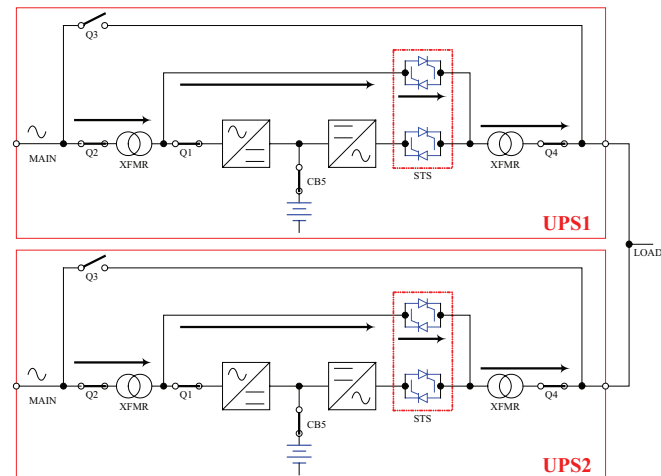 Q3
MAIN
Q2
XFMR
Q1
CB5
STS
XFMR
Q4
UPS1
LOAD
Q3
MAIN
Q2
XFMR
Q1
CB5
STS
XFMR
Q4
UPS2